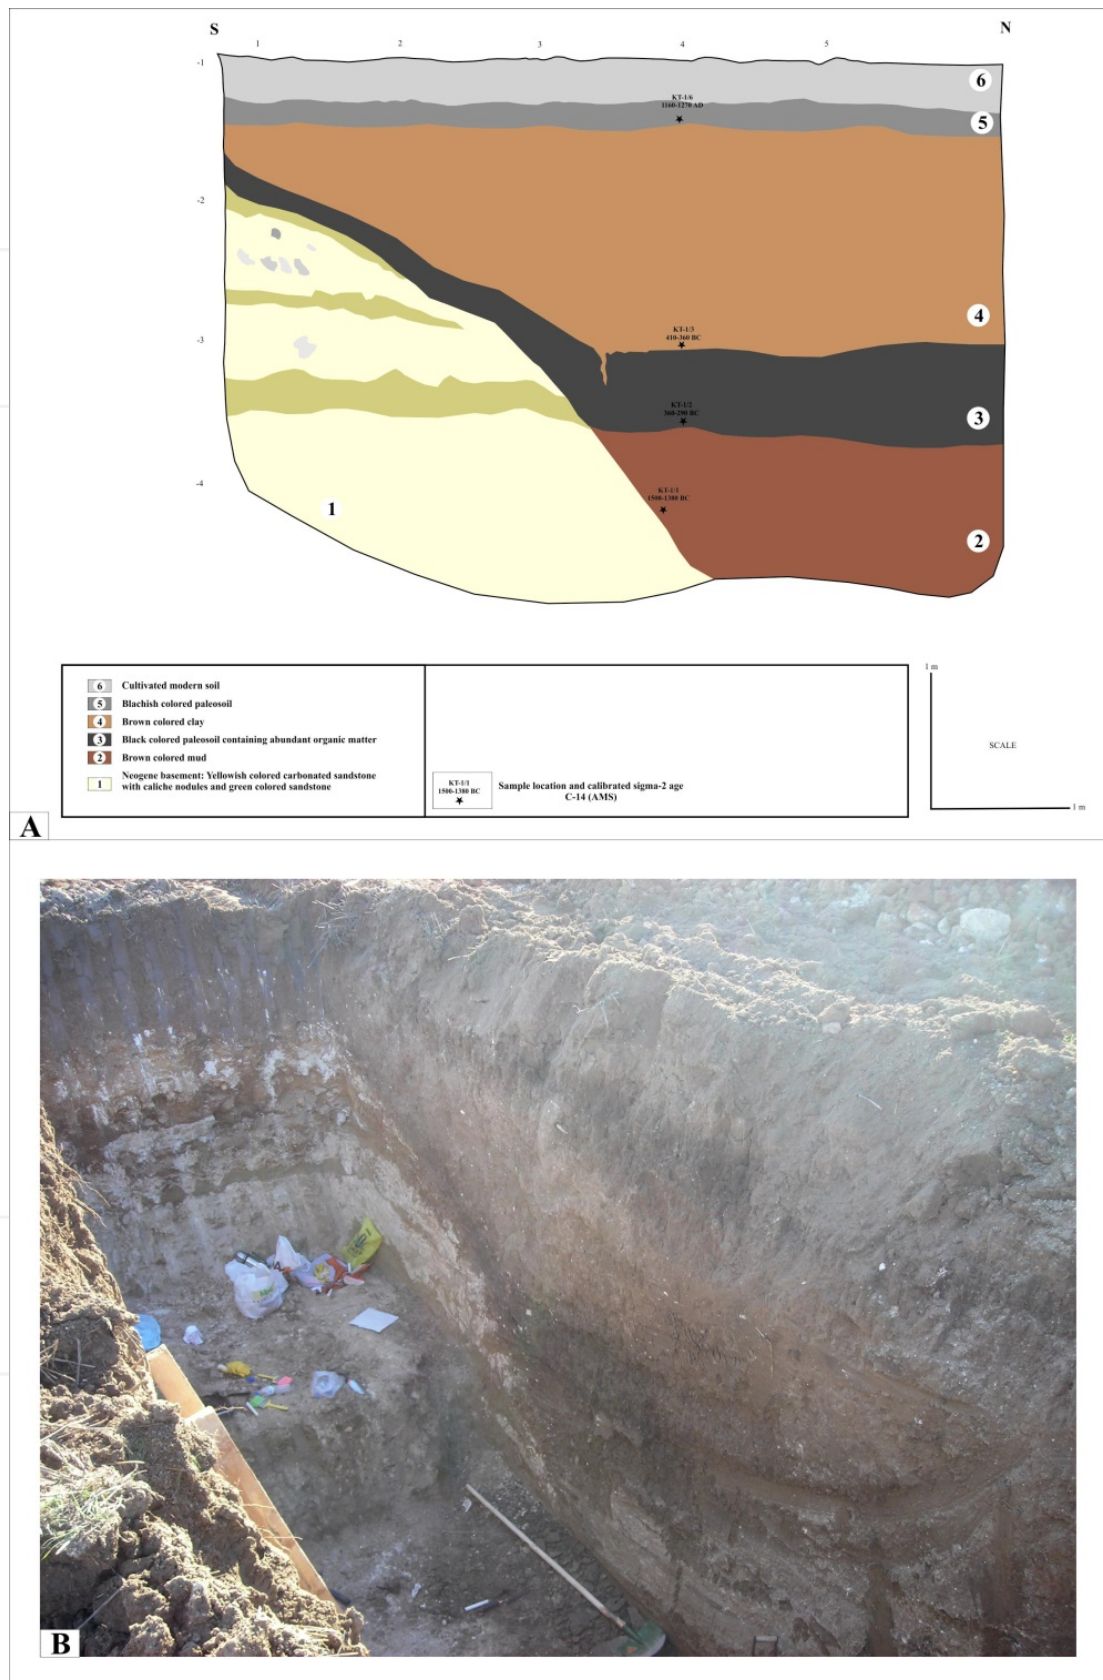 S
N
1 2 3 4 5
-1
6
KT-1/6
1160-1270 AD
5
-2
4
KT-1/3
410-360 BC
-3
KT-1/2
360-290 BC
3
-4
KT-1/1
1500-1380 BC
1
2
6 Cultivated modern soil
5 Blachish colored paleosoil
4 Brown colored clay
3 Black colored paleosoil containing abundant organic matter
2 Brown colored mud
1 Neogene basement: Yellowish colored carbonated sandstone
with caliche nodules and green colored sandstone
KT-1/1
1500-1380 BC
Sample location and calibrated sigma-2 age
C-14 (AMS)
1 m
SCALE
1 m
A
B